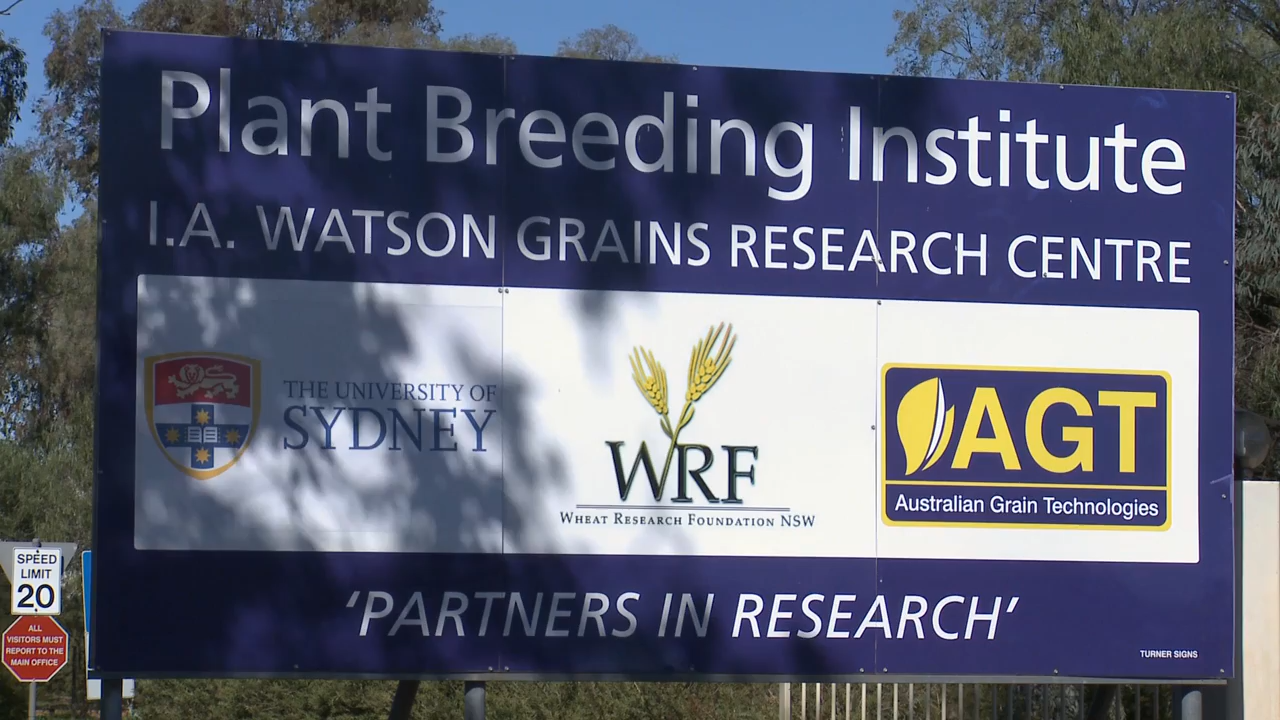 Plant Breeding Institute
I.A. WATSON GRAINS RESEARCH CENTRE
THE UNIVERSITY OF
SYDNEY
WRF
WHEAT RESEARCH FOUNDATION NSW
AGT
Australian Grain Technologies
'PARTNERS IN RESEARCH'
TURNER SIGNS
SPEED
LIMIT
20
ALL
VISITORS MUST
REPORT TO THE
MAIN OFFICE